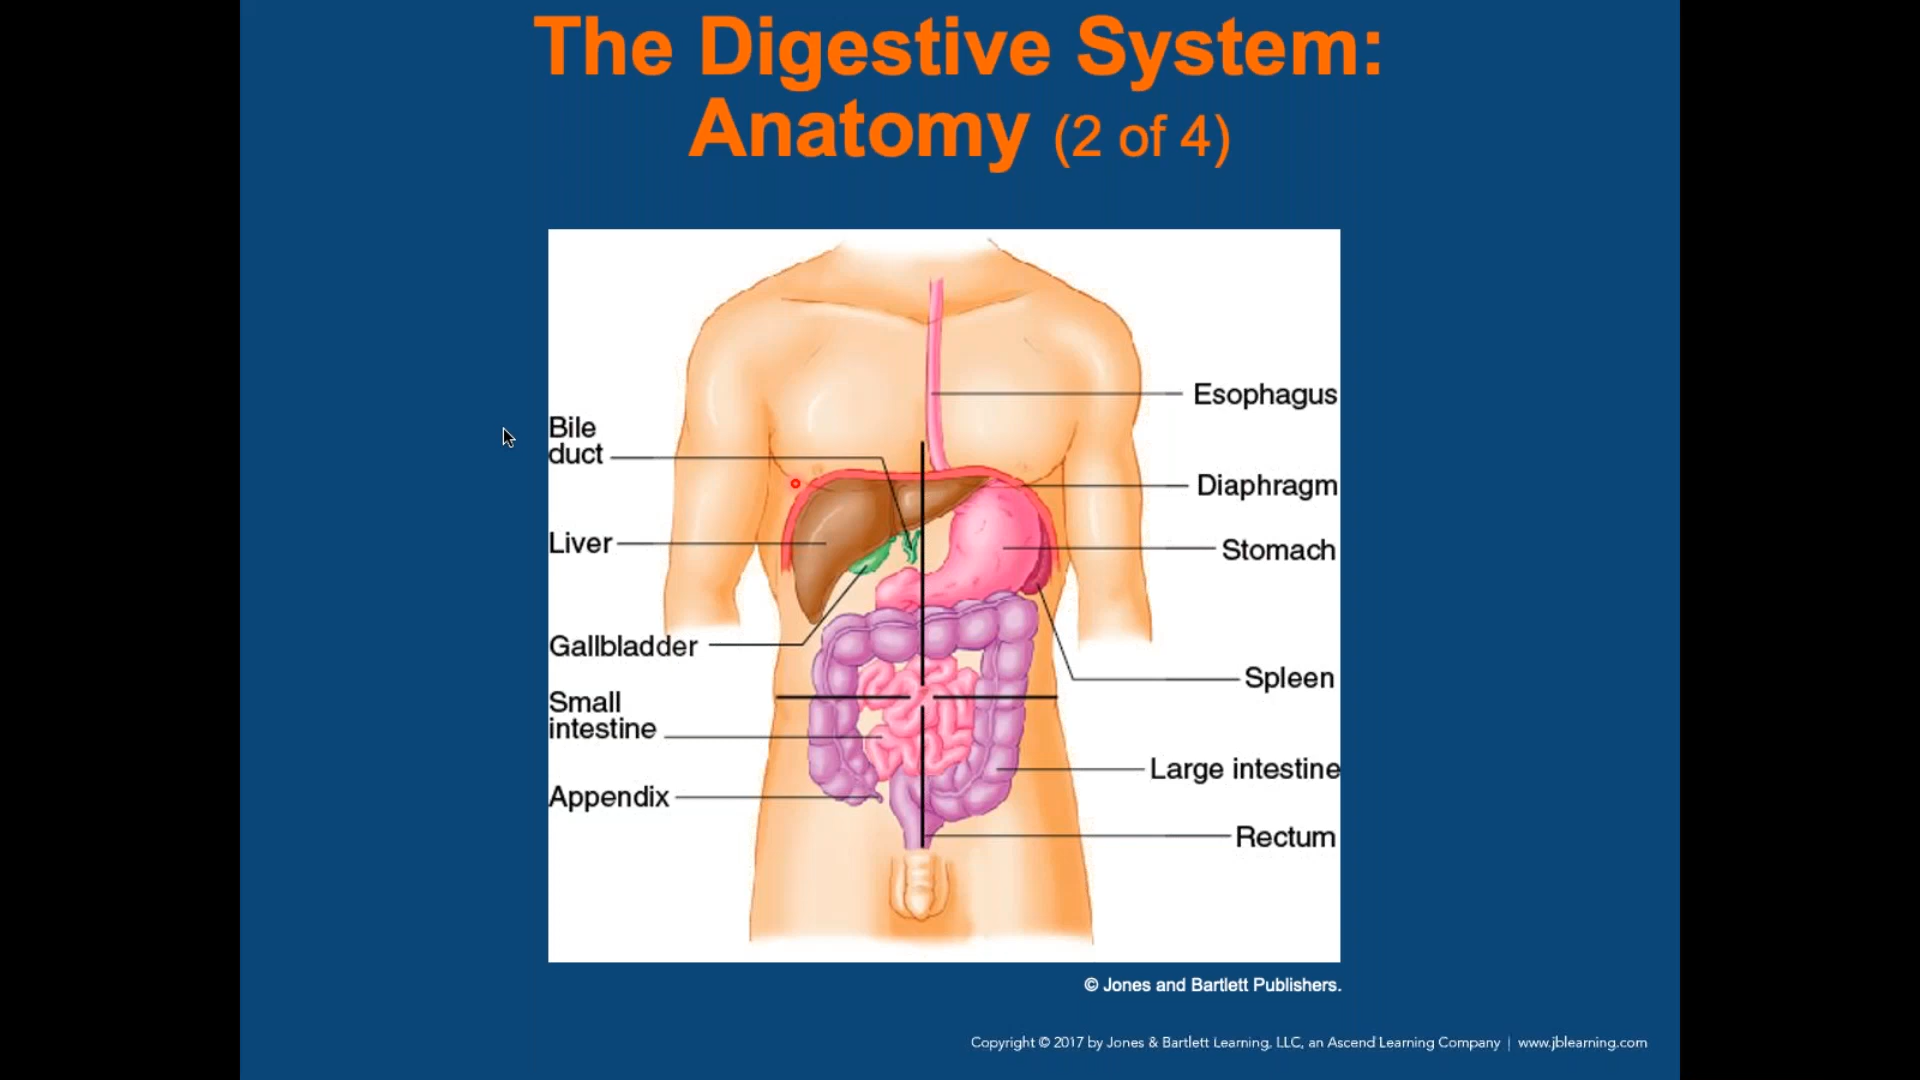 The Digestive System:
Anatomy (2 of 4)
Esophagus
Bile
duct
Diaphragm
Liver
Stomach
Gallbladder
Spleen
Small
intestine
Large intestine
Appendix
Rectum
© Jones and Bartlett Publishers.
Copyright © 2017 by Jones & Bartlett Learning, LLC, an Ascend Learning Company | www.jblearning.com